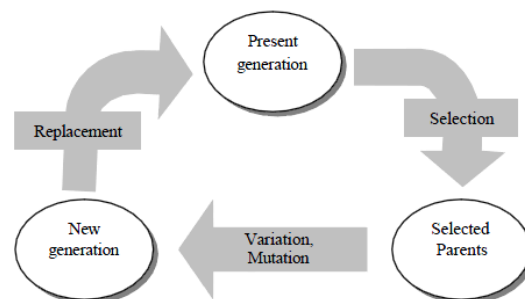 Present
generation
Replacement
Selection
New
generation
Variation,
Mutation
Selected
Parents